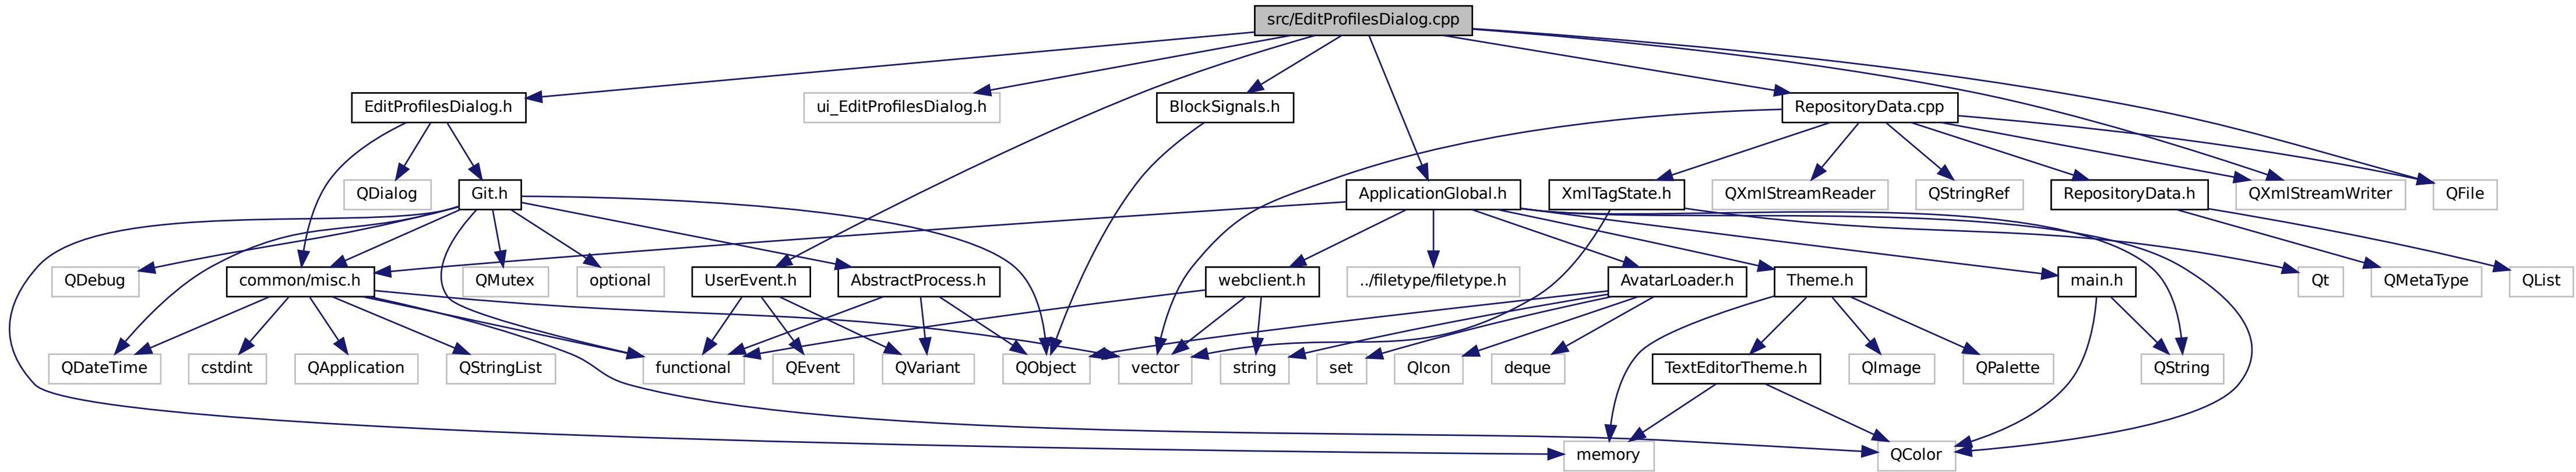 src/EditProfilesDialog.cpp
EditProfilesDialog.h
ui_EditProfilesDialog.h
BlockSignals.h
RepositoryData.cpp
QDialog
Git.h
ApplicationGlobal.h
XmlTagState.h
QXmlStreamReader
QStringRef
RepositoryData.h
QXmlStreamWriter
QFile
QDebug
common/misc.h
QMutex
optional
UserEvent.h
AbstractProcess.h
webclient.h
../filetype/filetype.h
AvatarLoader.h
Theme.h
main.h
Qt
QMetaType
QList
QDateTime
cstdint
QApplication
QStringList
functional
QEvent
QVariant
QObject
vector
string
set
QIcon
deque
TextEditorTheme.h
QImage
QPalette
QString
memory
QColor